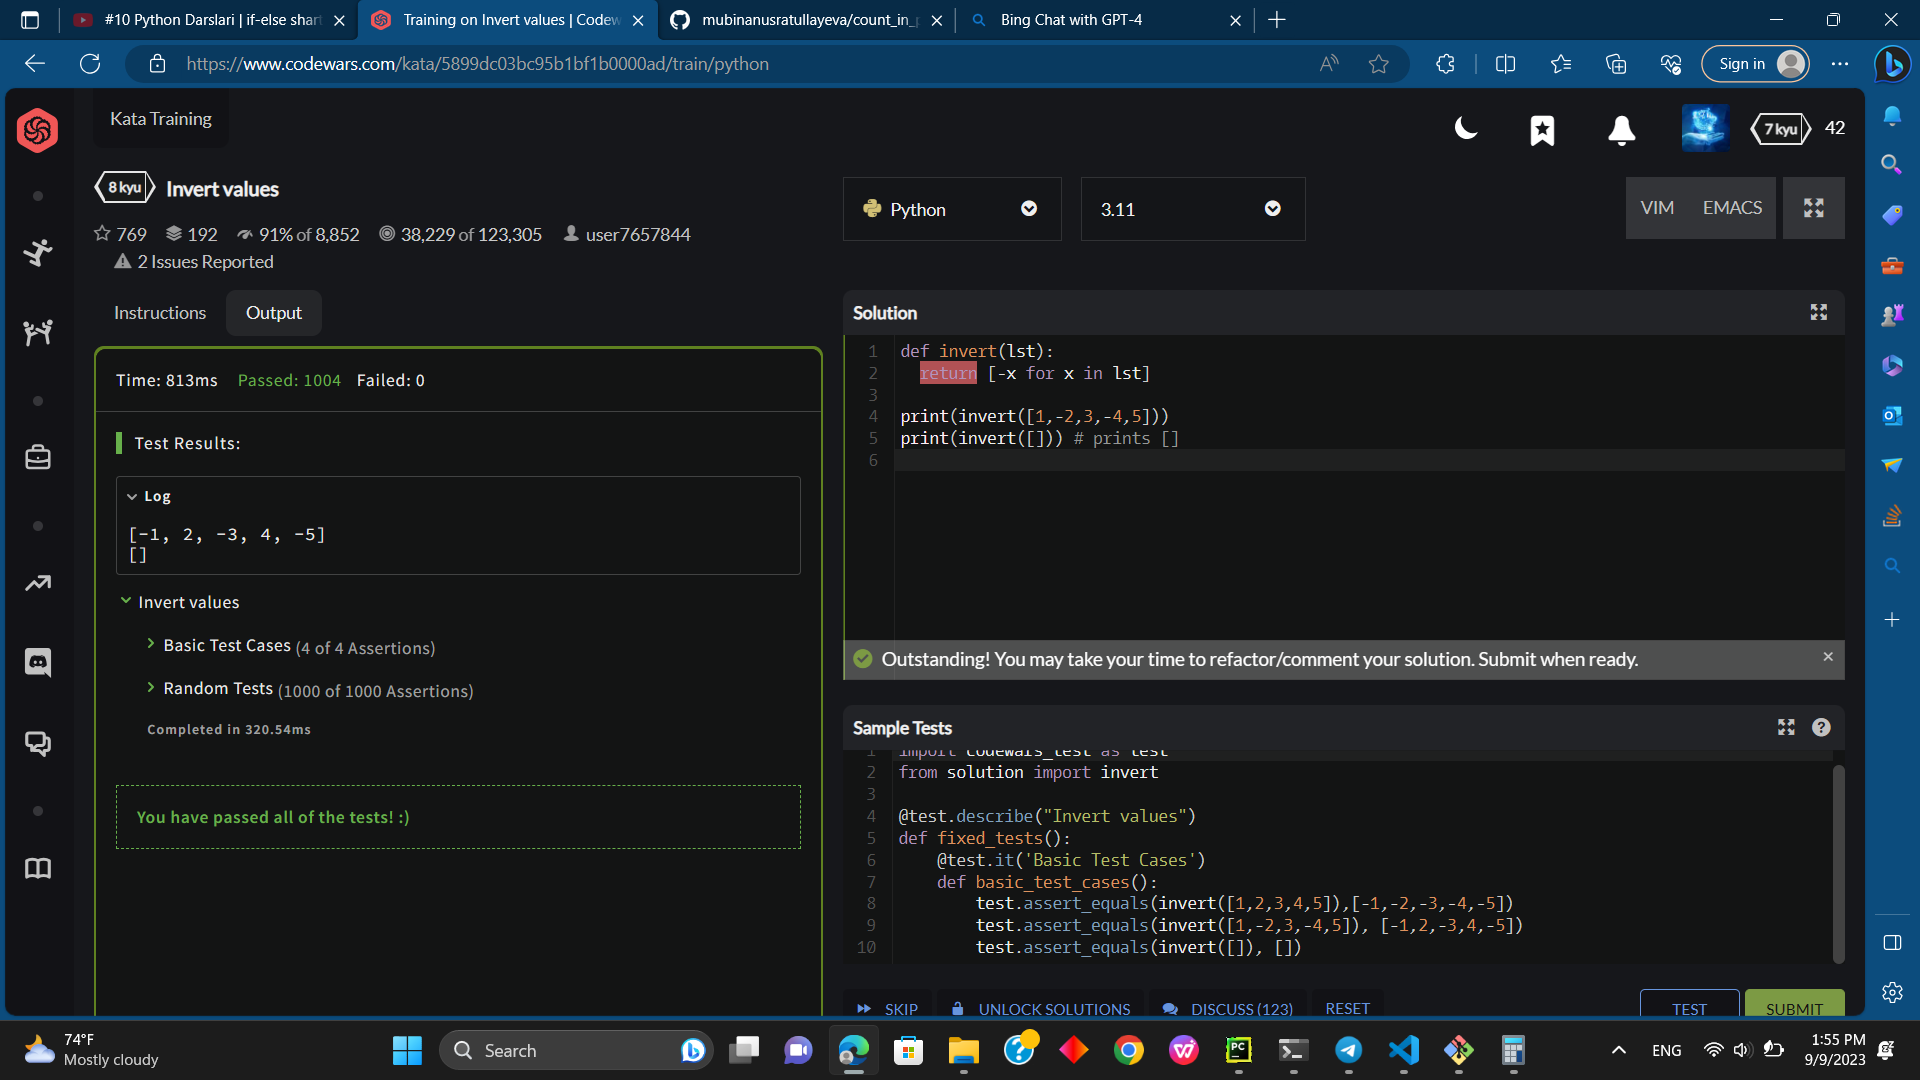 #10 Python Darslari | if-else shart
Training on Invert values | Codew
mubinanusratullayeva/count_in_p
Bing Chat with GPT-4
https://www.codewars.com/kata/5899dc03bc95b1bf1b0000ad/train/python
Sign in
Kata Training
7 kyu
42
8 kyu
Invert values
769
192
91% of 8,852
38,229 of 123,305
user7657844
2 Issues Reported
Python
3.11
VIM
EMACS
Instructions
Output
Time: 813ms Passed: 1004 Failed: 0
Test Results:
Log
[-1, 2, -3, 4, -5]
[]
Invert values
Basic Test Cases (4 of 4 Assertions)
Random Tests (1000 of 1000 Assertions)
Completed in 320.54ms
You have passed all of the tests! :)
Solution
1 def invert(lst):
2 return [-x for x in lst]
3
4 print(invert([1,-2,3,-4,5]))
5 print(invert([])) # prints []
6
Outstanding! You may take your time to refactor/comment your solution. Submit when ready.
Sample Tests
1 import codewars_test as test
2 from solution import invert
3
4 @test.describe("Invert values")
5 def fixed_tests():
6 @test.it('Basic Test Cases')
7 def basic_test_cases():
8 test.assert_equals(invert([1,2,3,4,5]),[-1,-2,-3,-4,-5])
9 test.assert_equals(invert([1,-2,3,-4,5]), [-1,2,-3,4,-5])
10 test.assert_equals(invert([]), [])
SKIP
UNLOCK SOLUTIONS
DISCUSS (123)
RESET
TEST
SUBMIT
74°F
Mostly cloudy
Search
PC
ENG
1:55 PM
9/9/2023